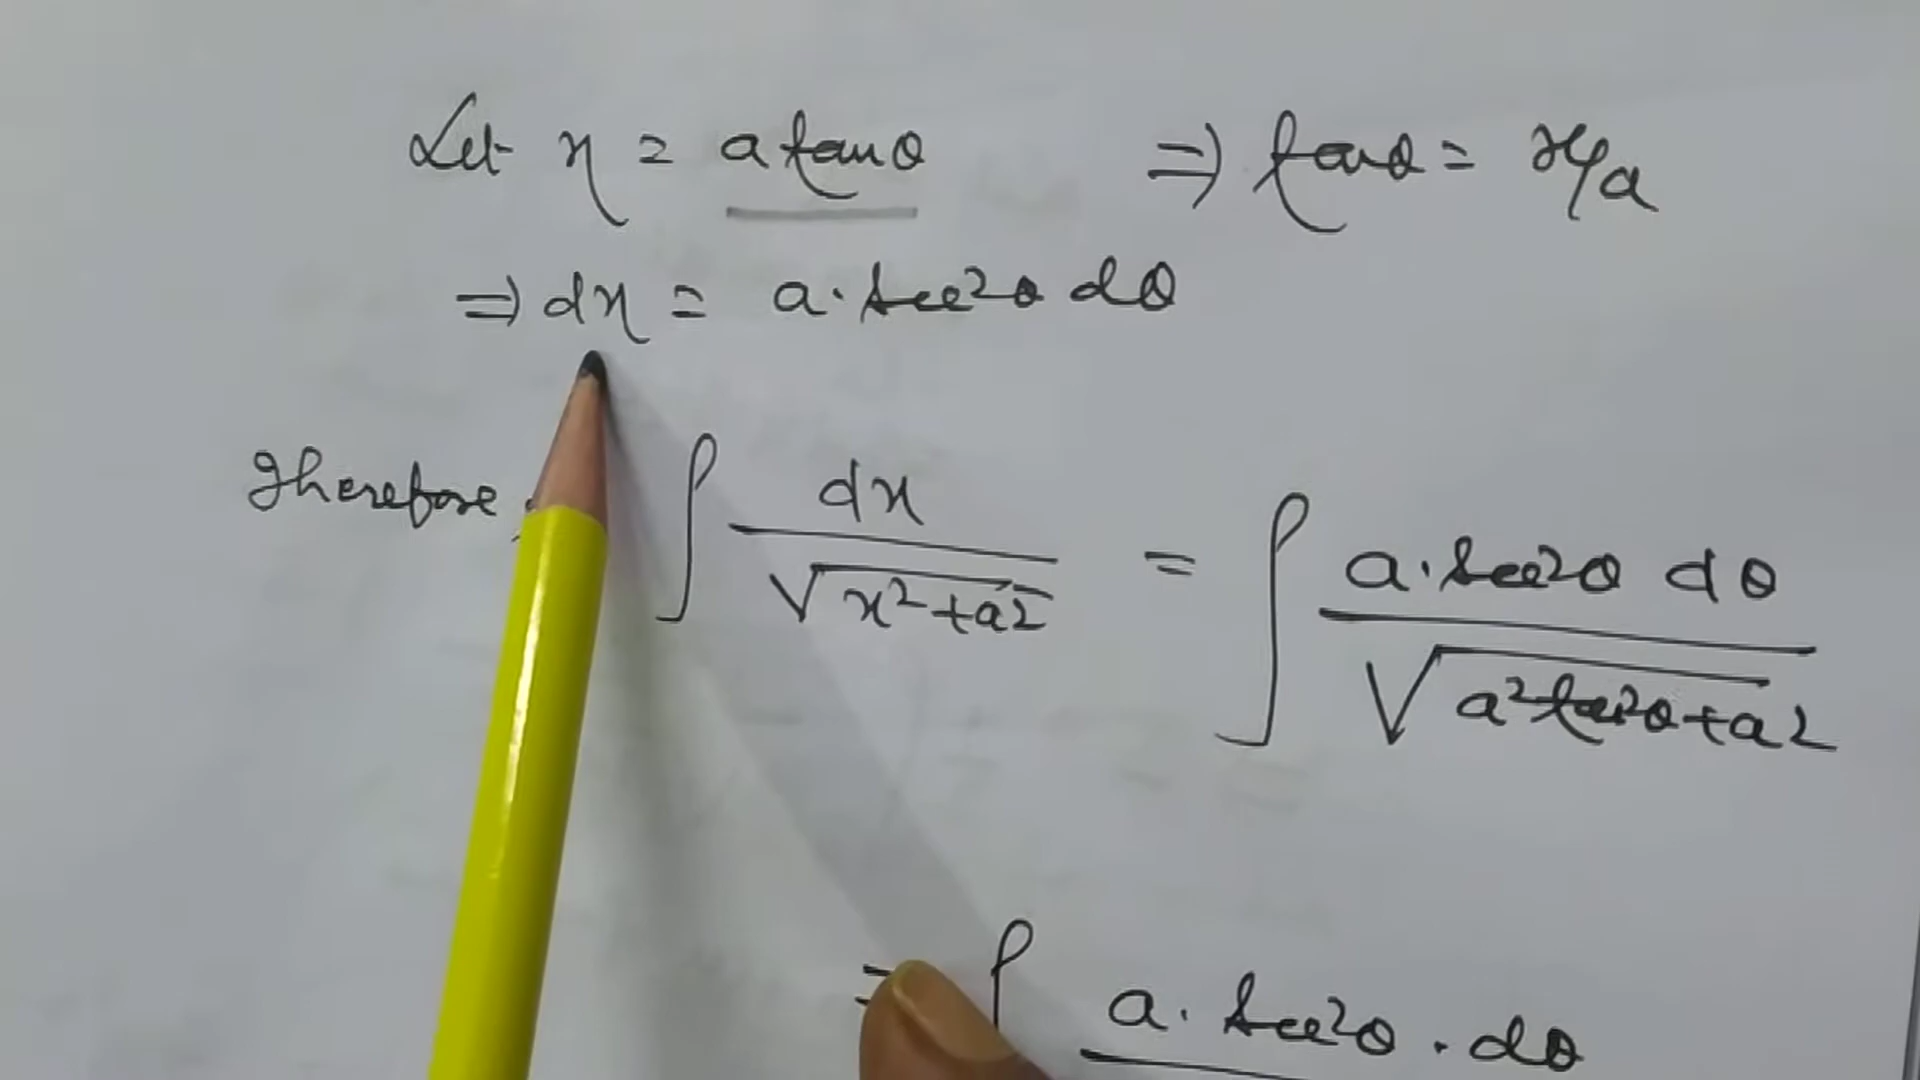 Let x = a tanθ ⇒ tanθ = x/a
⇒ dx = a·sec²θ dθ
Therefore, ∫ dx / √(x²+a²) = ∫ a·sec²θ dθ / √(a²tan²θ+a²)
= ∫ a·sec²θ·dθ